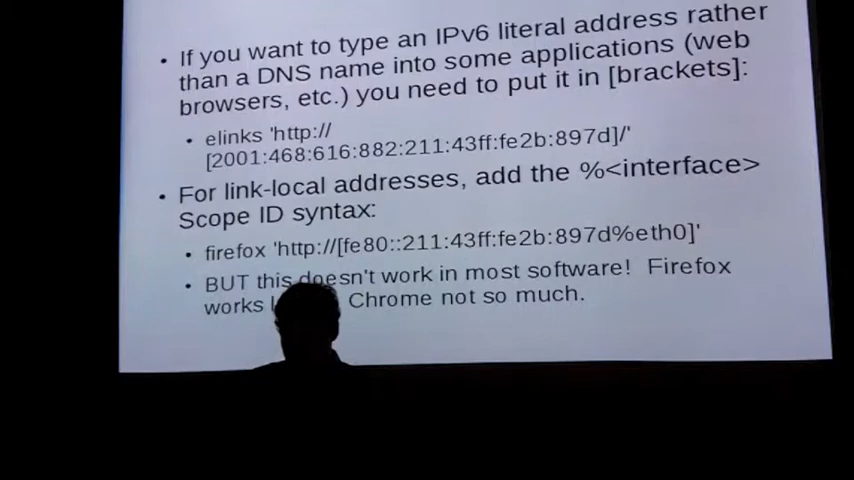 • If you want to type an IPv6 literal address rather
than a DNS name into some applications (web
browsers, etc.) you need to put it in [brackets]:
• elinks 'http://
[2001:468:616:882:211:43ff:fe2b:897d]/'
• For link-local addresses, add the %<interface>
Scope ID syntax:
• firefox 'http://[fe80::211:43ff:fe2b:897d%eth0]'
• BUT this doesn't work in most software! Firefox
works Chrome not so much.